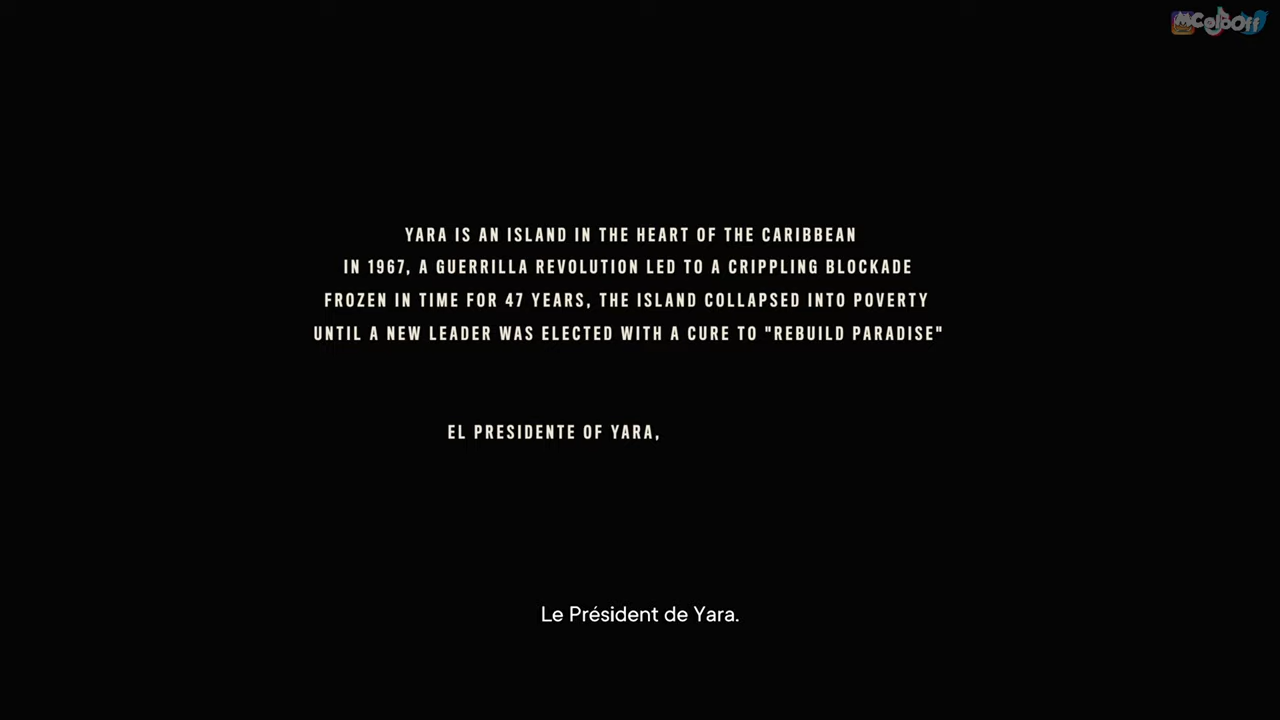 MCelboOff
YARA IS AN ISLAND IN THE HEART OF THE CARIBBEAN
IN 1967, A GUERRILLA REVOLUTION LED TO A CRIPPLING BLOCKADE
FROZEN IN TIME FOR 47 YEARS, THE ISLAND COLLAPSED INTO POVERTY
UNTIL A NEW LEADER WAS ELECTED WITH A CURE TO "REBUILD PARADISE"
EL PRESIDENTE OF YARA,
Le Président de Yara.